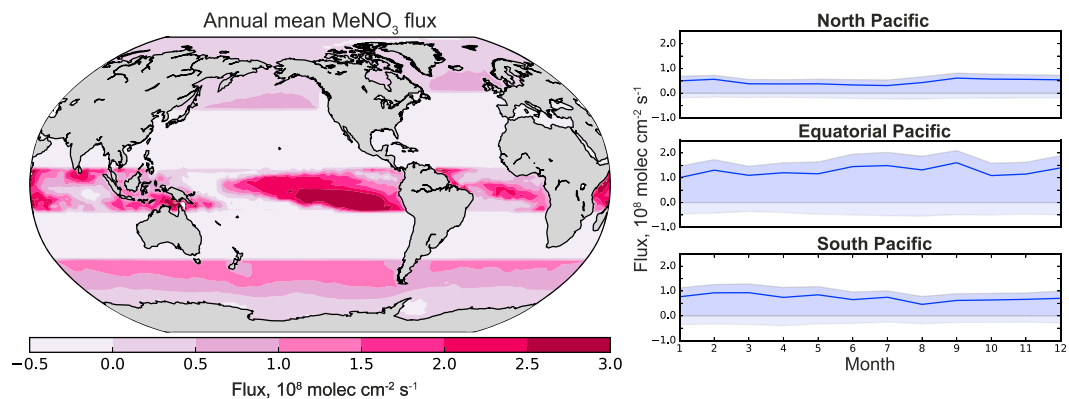 Annual mean MeNO₃ flux
−0.5 0.0 0.5 1.0 1.5 2.0 2.5 3.0
Flux, 10⁸ molec cm⁻² s⁻¹
Flux, 10⁸ molec cm⁻² s⁻¹
North Pacific
2.0
1.0
0.0
−1.0
Equatorial Pacific
2.0
1.0
0.0
−1.0
South Pacific
2.0
1.0
0.0
−1.0
1 2 3 4 5 6 7 8 9 10 11 12
Month